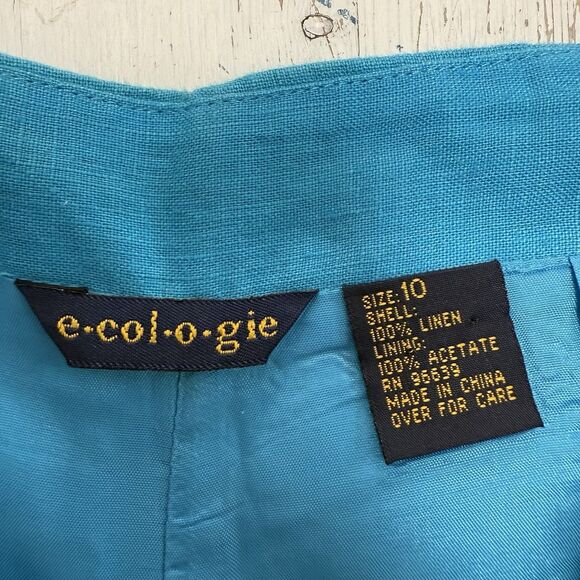 e·col·o·gie
SIZE: 10
SHELL:
100% LINEN
LINING:
100% ACETATE
RN 96639
MADE IN CHINA
OVER FOR CARE